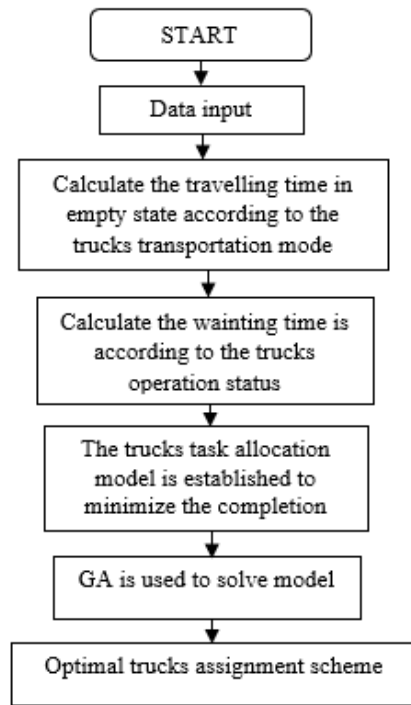 START
Data input
Calculate the travelling time in
empty state according to the
trucks transportation mode
Calculate the wainting time is
according to the trucks
operation status
The trucks task allocation
model is established to
minimize the completion
GA is used to solve model
Optimal trucks assignment scheme